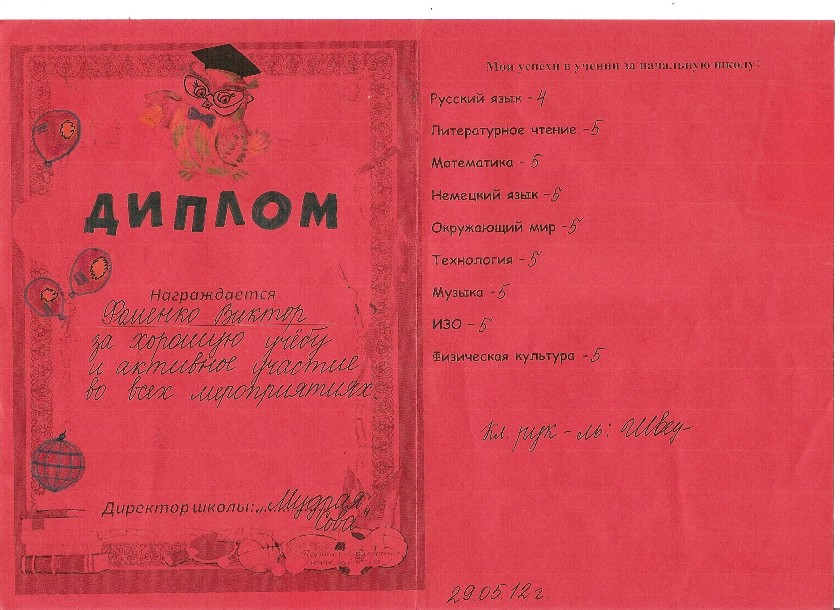 ДИПЛОМ
Награждается
Фоменко Виктор
за хорошую учёбу
и активное участие
во всех мероприятиях.
Директор школы: „Мудрая
Сова"
Мои успехи в учении за начальную школу:
Русский язык - 4
Литературное чтение - 5
Математика - 5
Немецкий язык - 5
Окружающий мир - 5
Технология - 5
Музыка - 5
ИЗО - 5
Физическая культура - 5
Кл. рук - ль:
29.05.12 г.